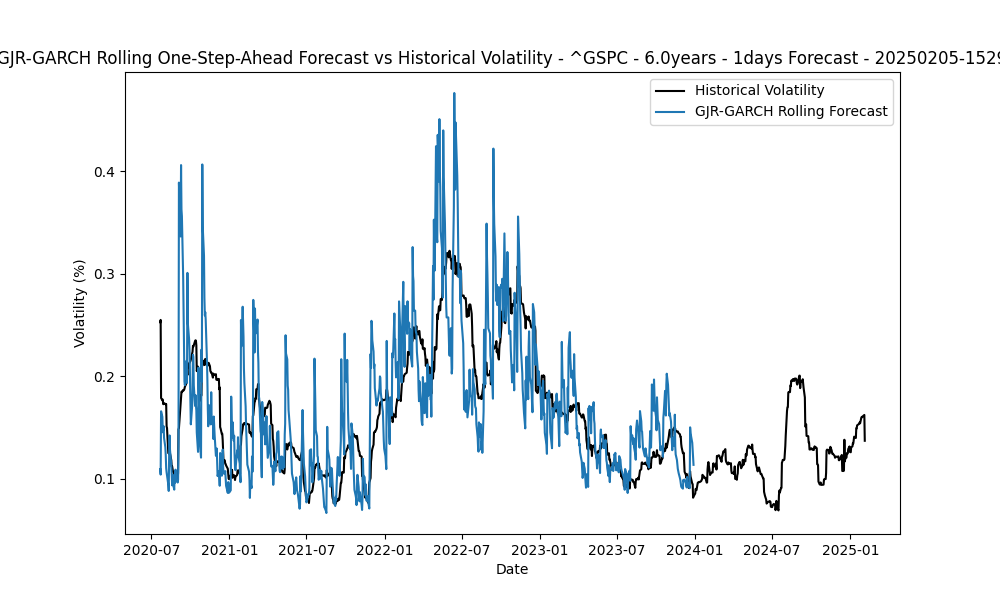 GJR-GARCH Rolling One-Step-Ahead Forecast vs Historical Volatility - ^GSPC - 6.0years - 1days Forecast - 20250205-1529
Historical Volatility
GJR-GARCH Rolling Forecast
Volatility (%)
0.4
0.3
0.2
0.1
2020-07 2021-01 2021-07 2022-01 2022-07 2023-01 2023-07 2024-01 2024-07 2025-01
Date